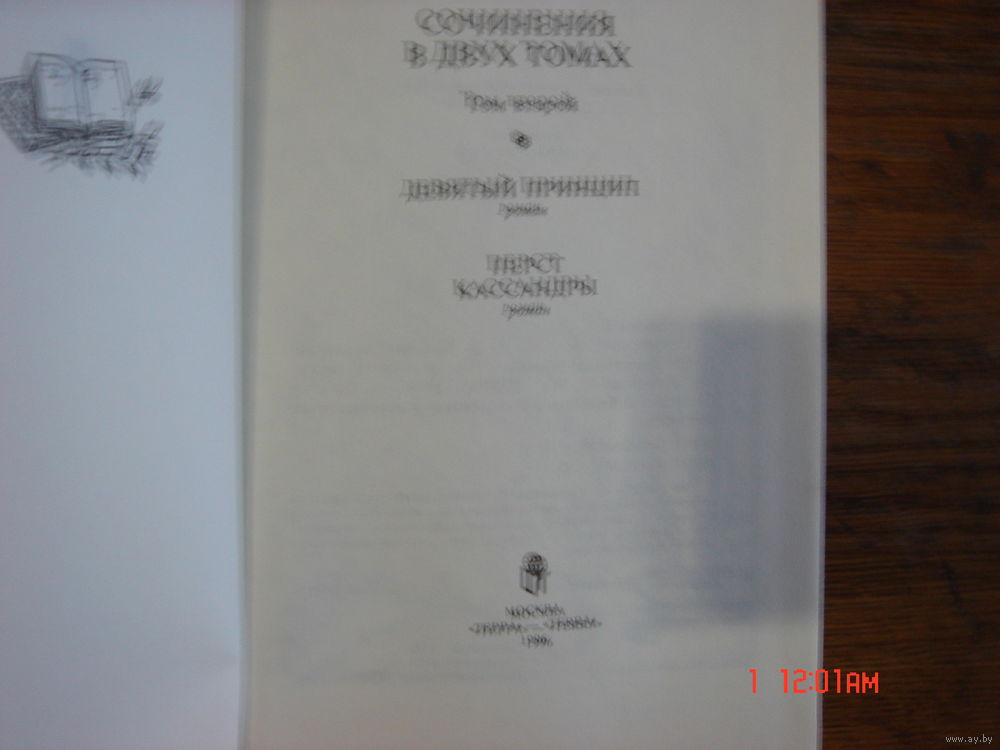 СОЧИНЕНИЯ
В ДВУХ ТОМАХ
Том второй
ДЕВЯТЫЙ ПРИНЦИП
роман
ПЕРСТ
КАССАНДРЫ
роман
МОСКВА
«ТЕРРА» — «TERRA»
1996
1 12:01AM
www.ay.by